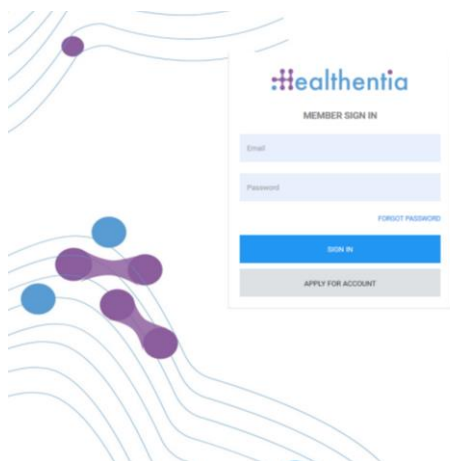 Healthentia
MEMBER SIGN IN
Email
Password
FORGOT PASSWORD
SIGN IN
APPLY FOR ACCOUNT